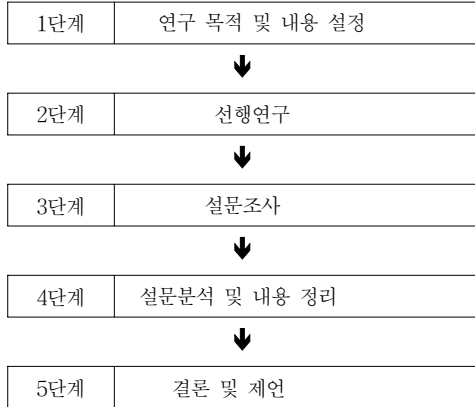 1단계 연구 목적 및 내용 설정
2단계 선행연구
3단계 설문조사
4단계 설문분석 및 내용 정리
5단계 결론 및 제언